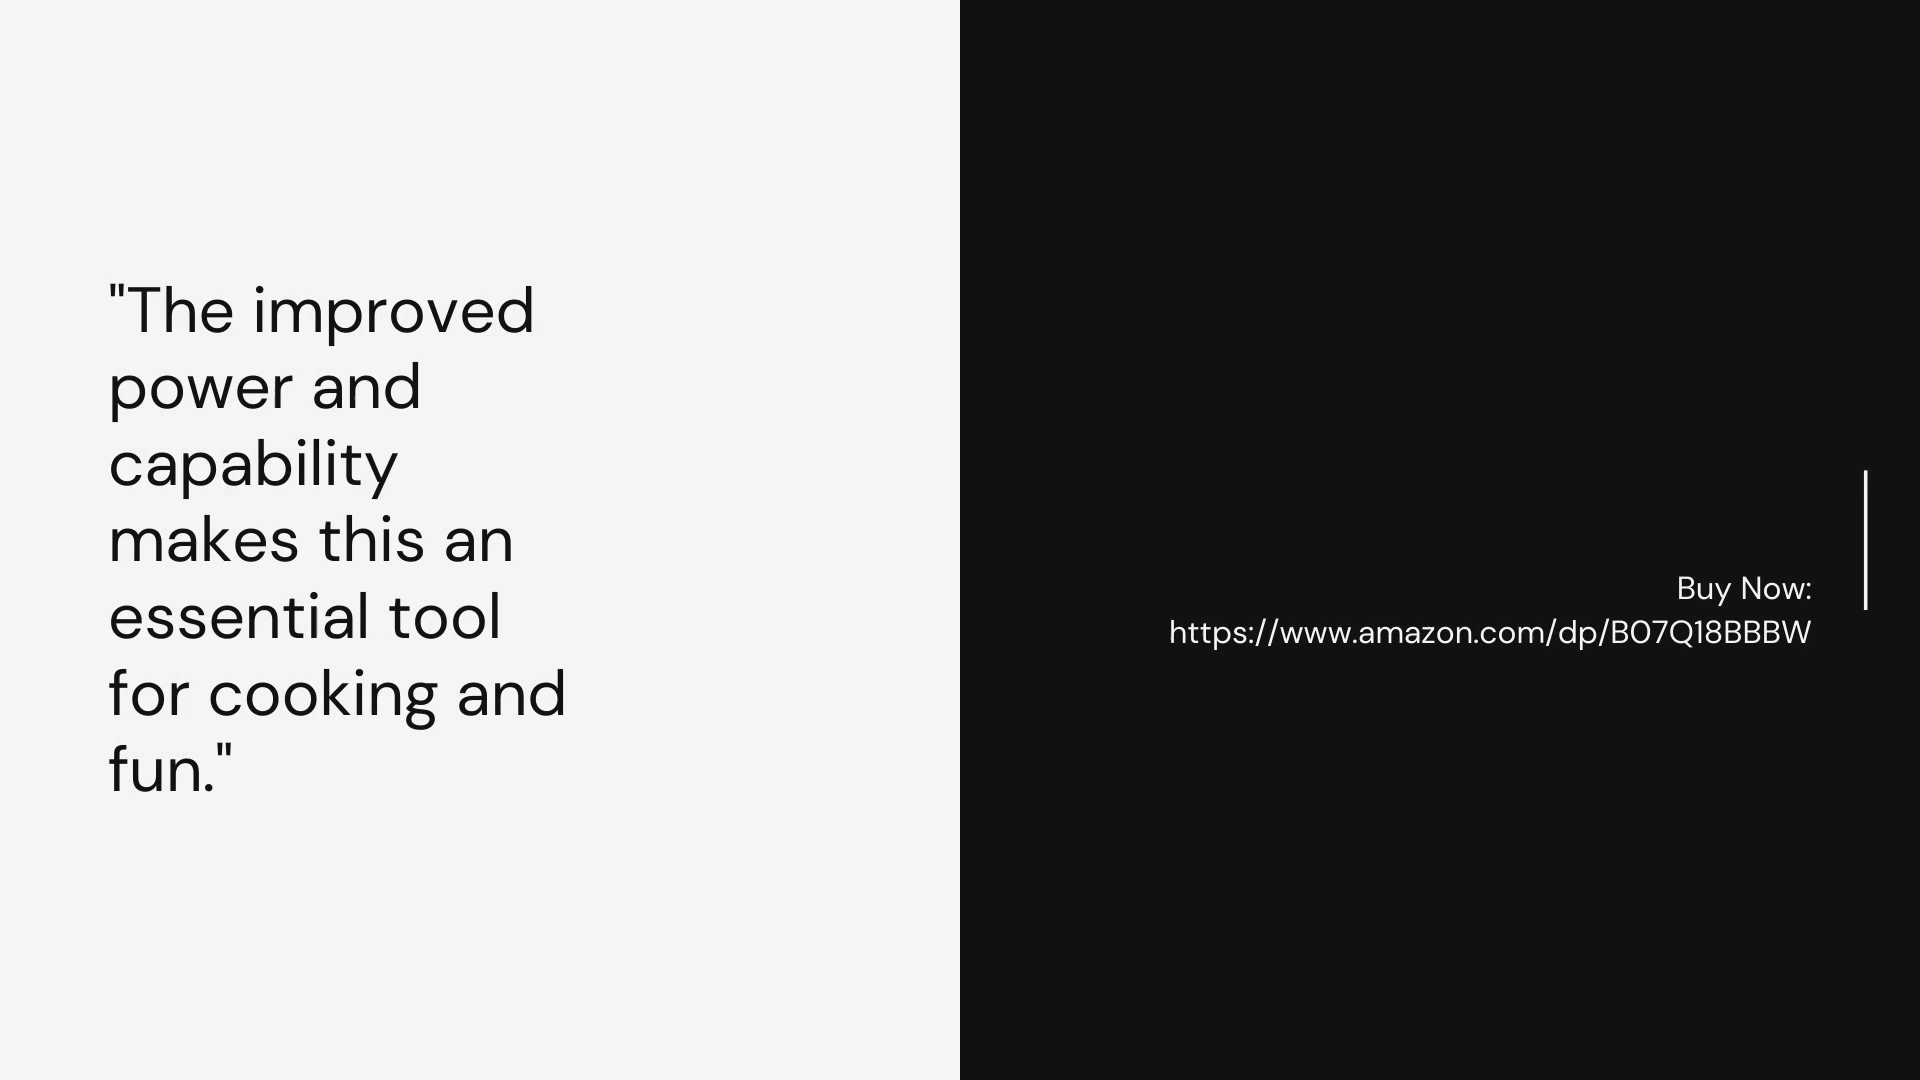 "The improved
power and
capability
makes this an
essential tool
for cooking and
fun."
Buy Now:
https://www.amazon.com/dp/B07Q18BBBW